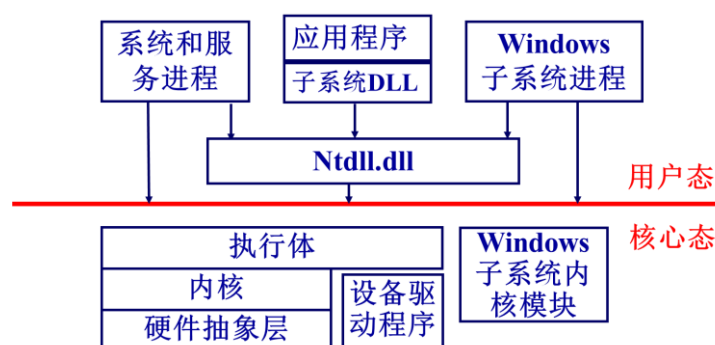 系统和服
务进程
应用程序
子系统DLL
Windows
子系统进程
Ntdll.dll
用户态
核心态
执行体
内核
硬件抽象层
设备驱
动程序
Windows
子系统内
核模块